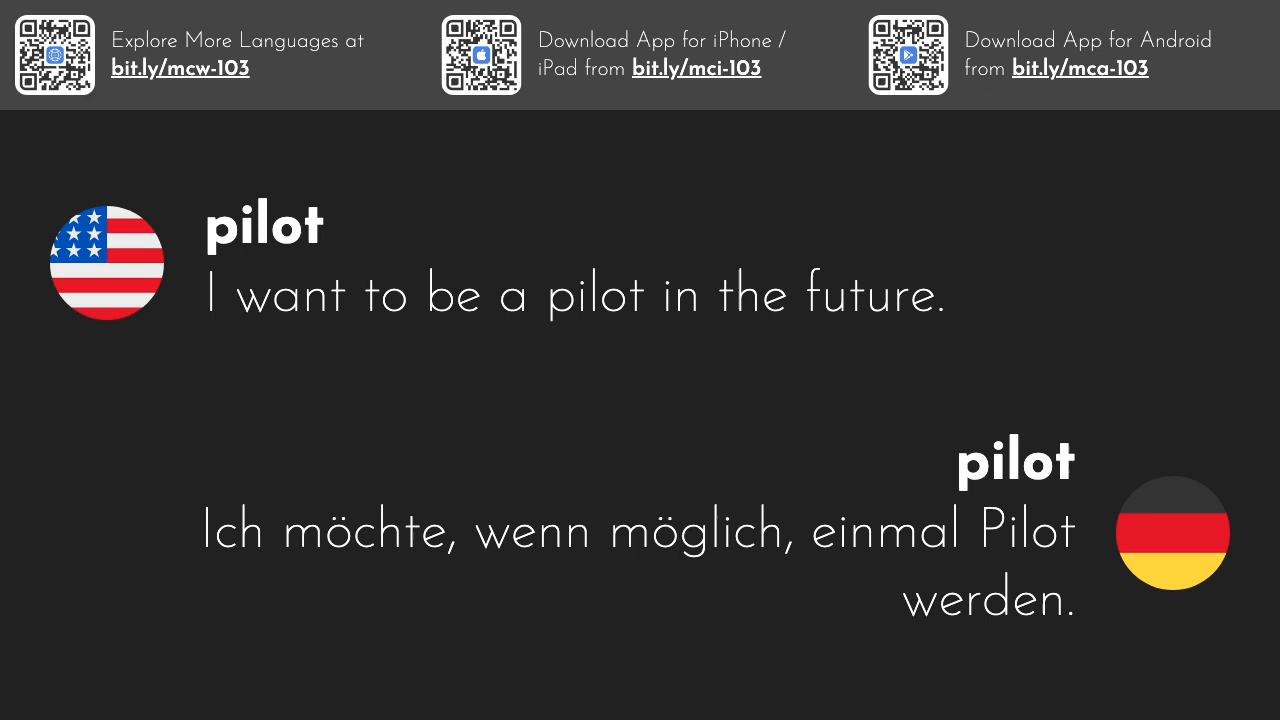 Explore More Languages at
bit.ly/mcw-103
Download App for iPhone /
iPad from bit.ly/mci-103
Download App for Android
from bit.ly/mca-103
pilot
I want to be a pilot in the future.
pilot
Ich möchte, wenn möglich, einmal Pilot
werden.